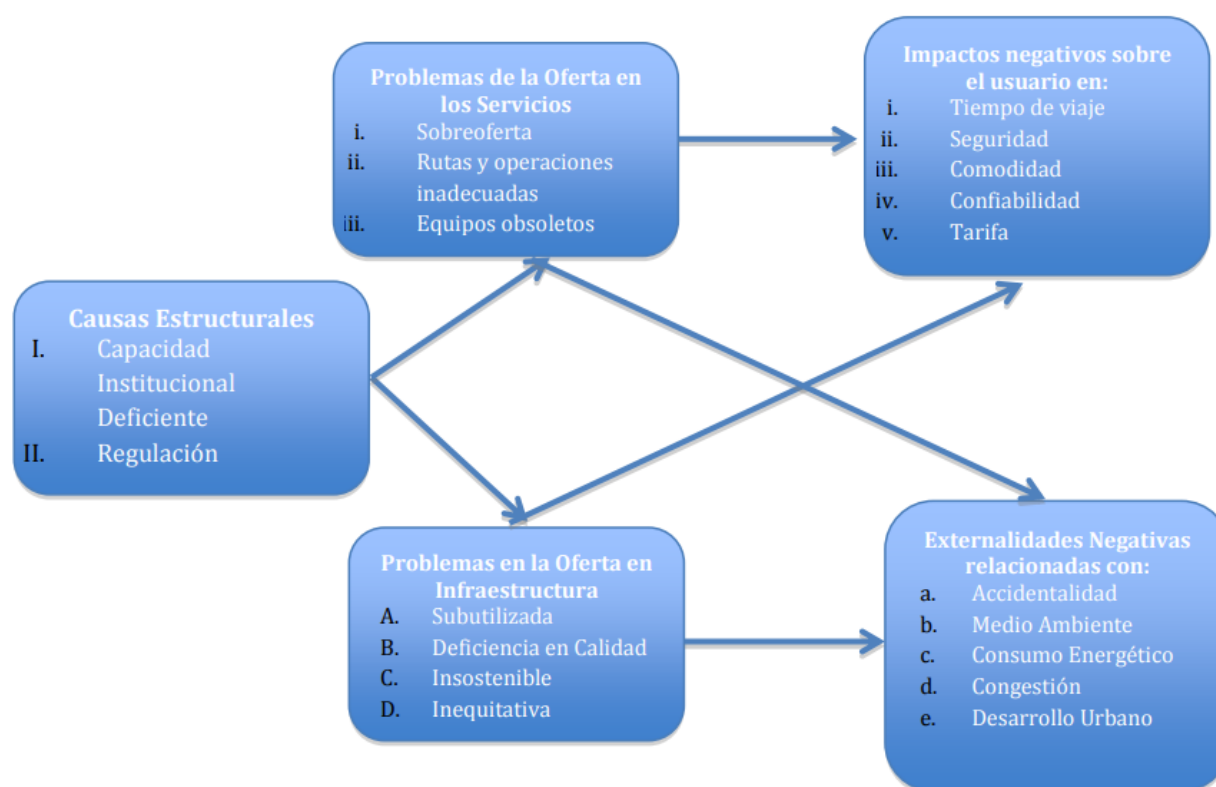 Problemas de la Oferta en
los Servicios
i. Sobreoferta
ii. Rutas y operaciones
inadecuadas
iii. Equipos obsoletos
Impactos negativos sobre
el usuario en:
i. Tiempo de viaje
ii. Seguridad
iii. Comodidad
iv. Confiabilidad
v. Tarifa
Causas Estructurales
I. Capacidad
Institucional
Deficiente
II. Regulación
Problemas en la Oferta en
Infraestructura
A. Subutilizada
B. Deficiencia en Calidad
C. Insostenible
D. Inequitativa
Externalidades Negativas
relacionadas con:
a. Accidentalidad
b. Medio Ambiente
c. Consumo Energético
d. Congestión
e. Desarrollo Urbano